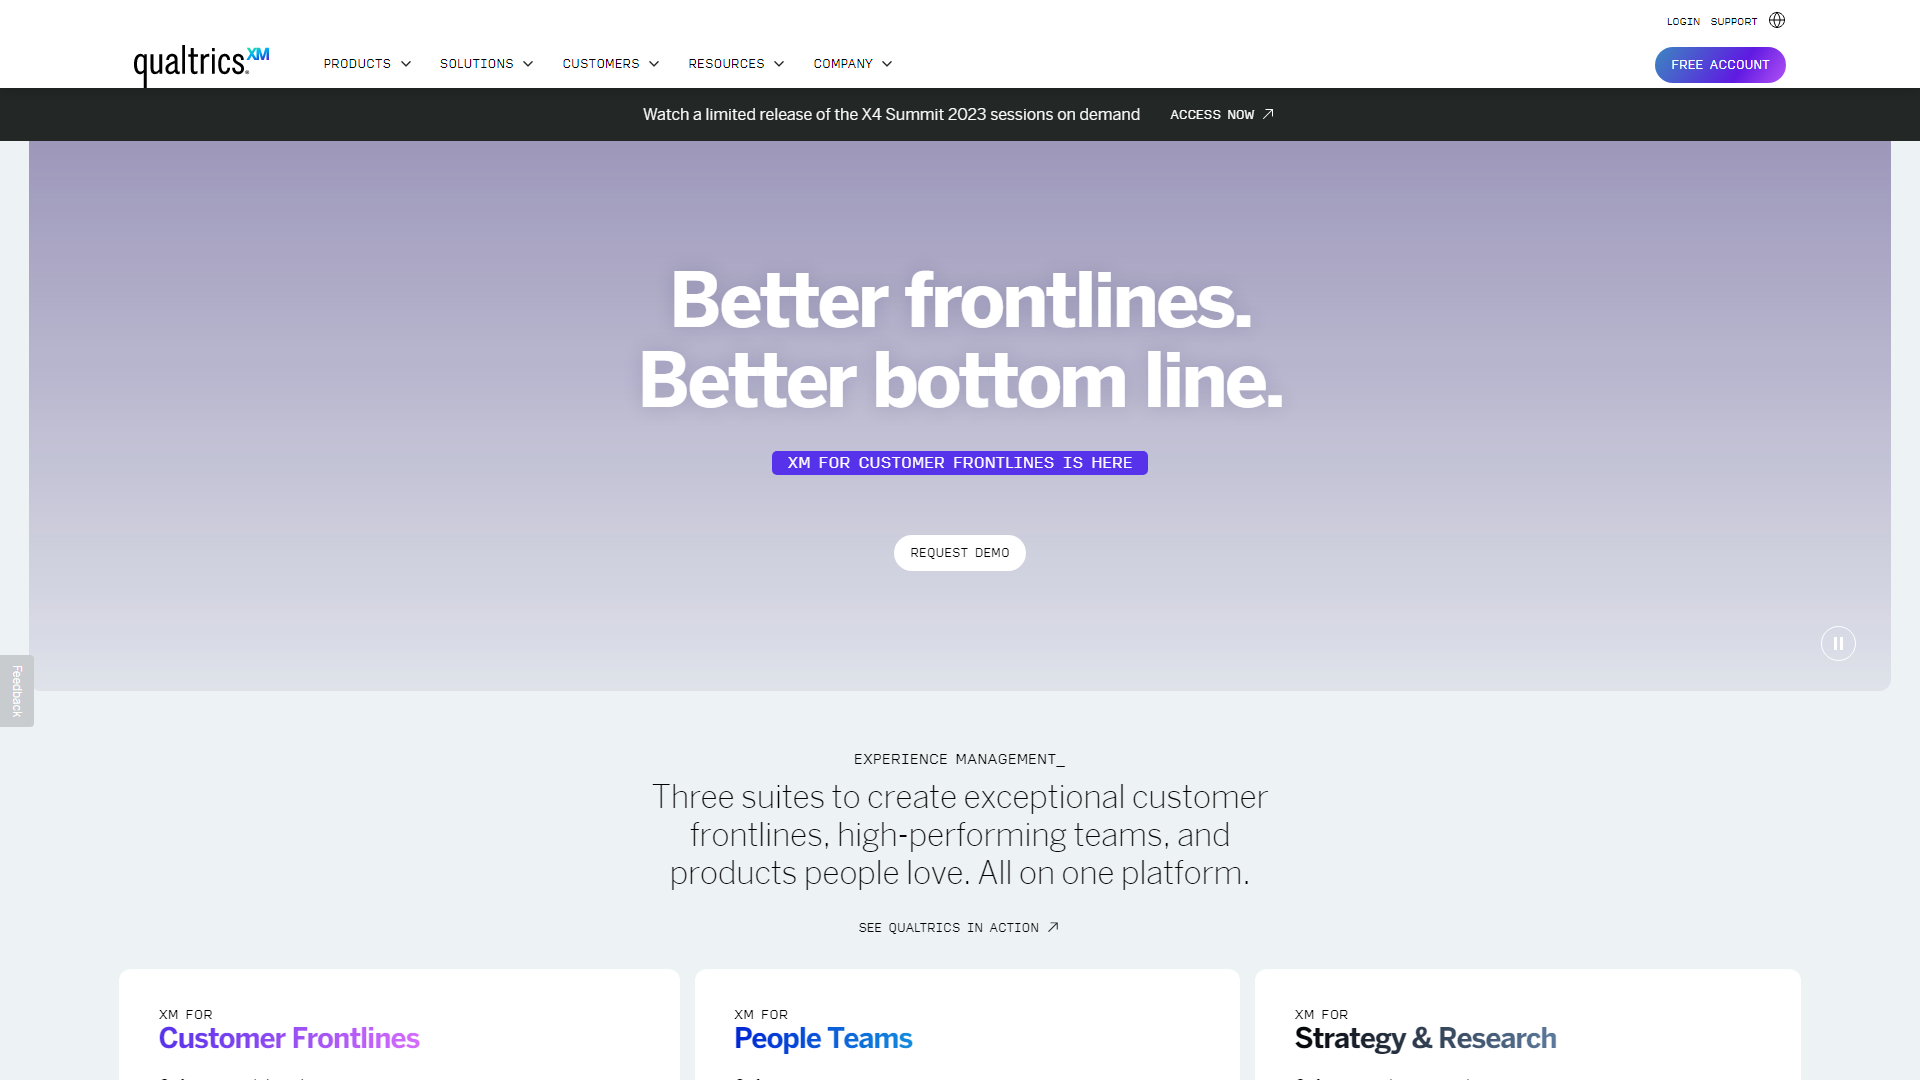 LOGIN SUPPORT
qualtrics.XM
PRODUCTS SOLUTIONS CUSTOMERS RESOURCES COMPANY
FREE ACCOUNT
Watch a limited release of the X4 Summit 2023 sessions on demand ACCESS NOW
Better frontlines.
Better bottom line.
XM FOR CUSTOMER FRONTLINES IS HERE
REQUEST DEMO
Feedback
EXPERIENCE MANAGEMENT_
Three suites to create exceptional customer
frontlines, high-performing teams, and
products people love. All on one platform.
SEE QUALTRICS IN ACTION
XM FOR
Customer Frontlines
XM FOR
People Teams
XM FOR
Strategy & Research